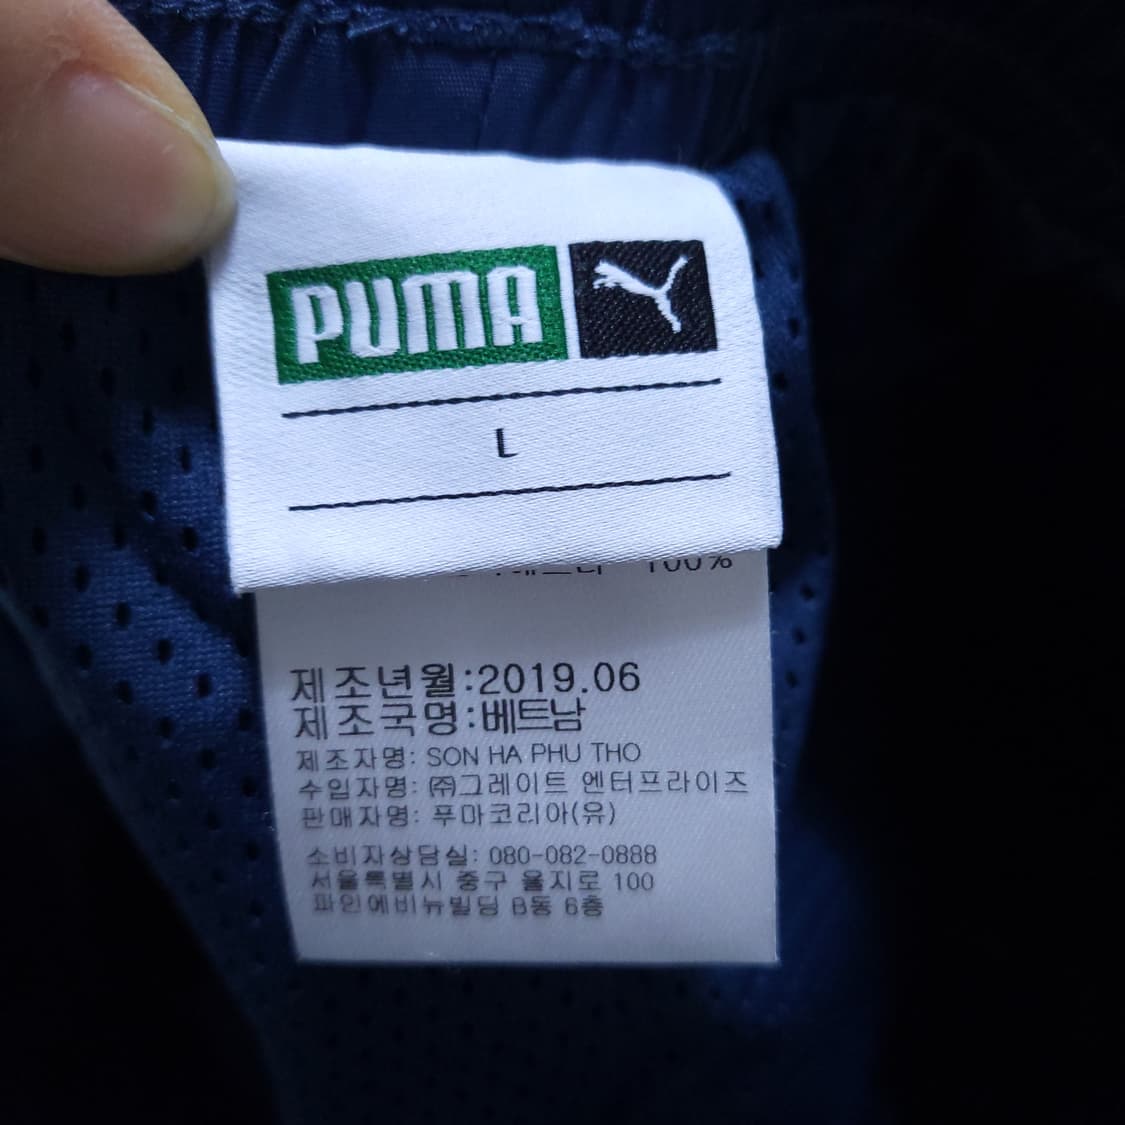 PUMA
L
100%
제조년월:2019.06
제조국명:베트남
제조자명: SON HA PHU THO
수입자명: ㈜그레이트 엔터프라이즈
판매자명: 푸마코리아(유)
소비자상담실: 080-082-0888
서울특별시 중구 을지로 100
파인에비뉴빌딩 B동 6층